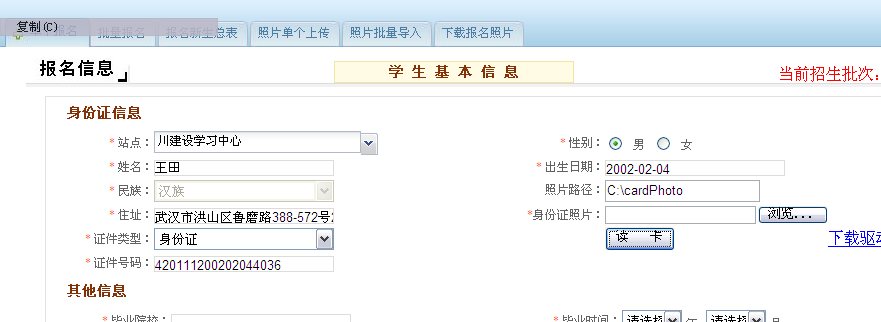 复制(C) 报名 批量报名 报名新生总表 照片单个上传 照片批量导入 下载报名照片
报名信息 学生基本信息 当前招生批次:
身份证信息
*站点: 川建设学习中心 *性别: 男 女
*姓名: 王田 *出生日期: 2002-02-04
*民族: 汉族 照片路径: C:\cardPhoto
*住址: 武汉市洪山区鲁磨路388-572号 *身份证照片: 浏览...
*证件类型: 身份证 读 卡 下载驱动
*证件号码: 420111200202044036
其他信息
*毕业院校: *毕业时间: 请选择 年 请选择 月